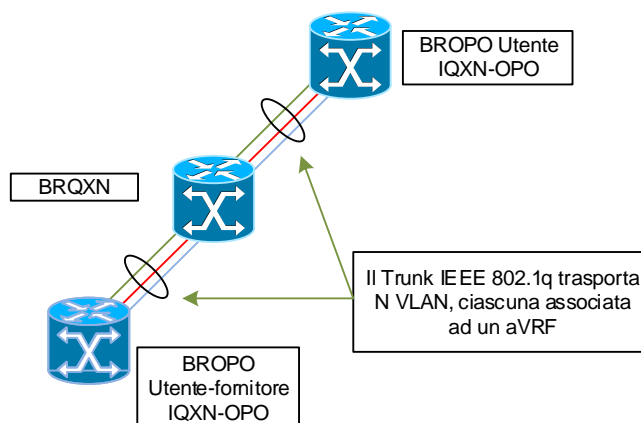 BROPO Utente
IQXN-OPO
BRQXN
Il Trunk IEEE 802.1q trasporta
N VLAN, ciascuna associata
ad un aVRF
BROPO
Utente-fornitore
IQXN-OPO